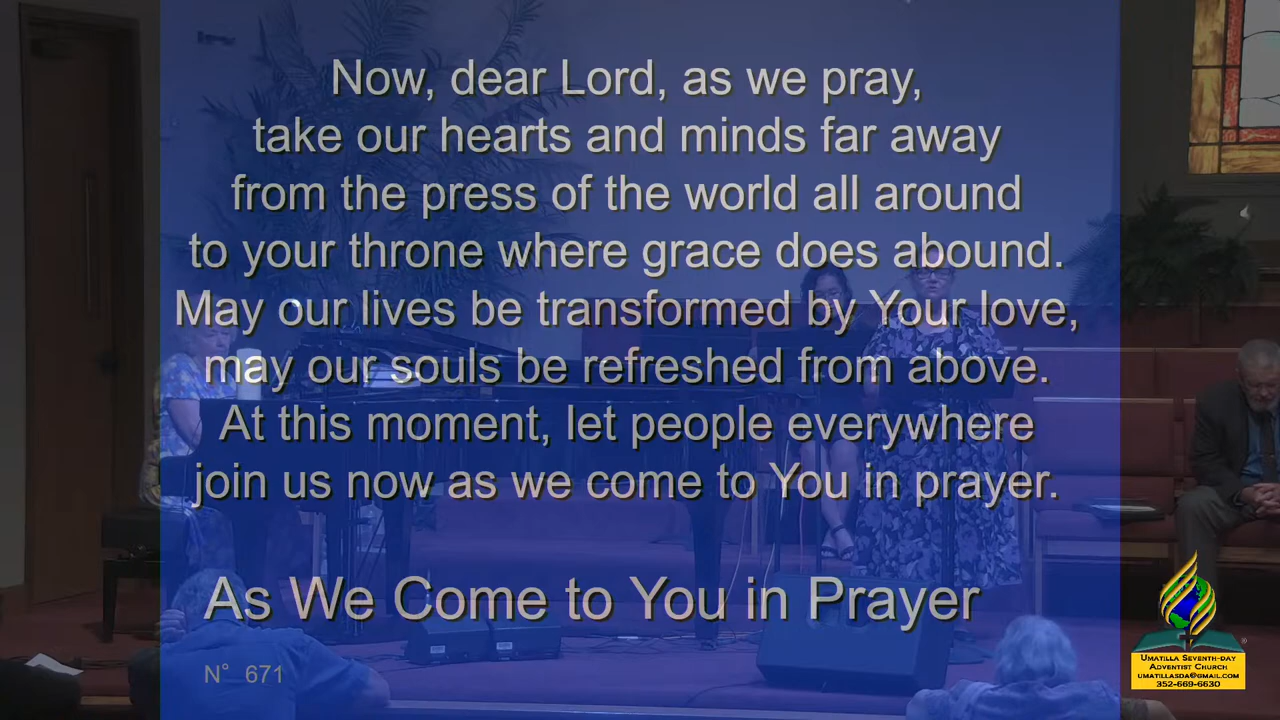 Now, dear Lord, as we pray,
take our hearts and minds far away
from the press of the world all around
to your throne where grace does abound.
May our lives be transformed by Your love,
may our souls be refreshed from above.
At this moment, let people everywhere
join us now as we come to You in prayer.
As We Come to You in Prayer
N° 671
Umatilla Seventh-day
Adventist Church
umatillasda@gmail.com
352-669-6630